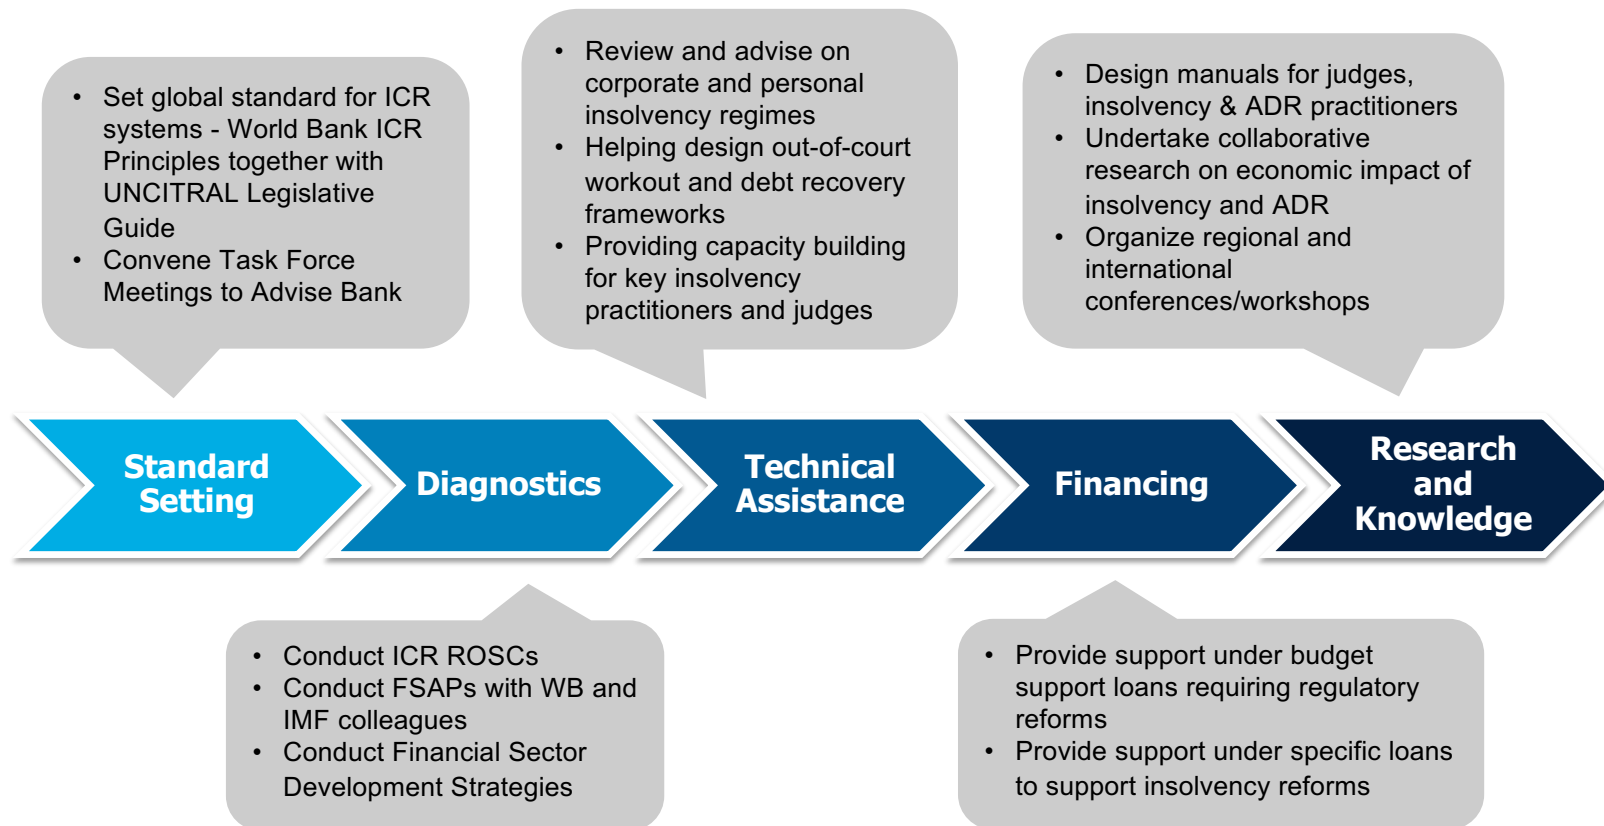 • Set global standard for ICR
systems - World Bank ICR
Principles together with
UNCITRAL Legislative
Guide
• Convene Task Force
Meetings to Advise Bank
• Review and advise on
corporate and personal
insolvency regimes
• Helping design out-of-court
workout and debt recovery
frameworks
• Providing capacity building
for key insolvency
practitioners and judges
• Design manuals for judges,
insolvency & ADR practitioners
• Undertake collaborative
research on economic impact of
insolvency and ADR
• Organize regional and
international
conferences/workshops
Standard
Setting
Diagnostics
Technical
Assistance
Financing
Research
and
Knowledge
• Conduct ICR ROSCs
• Conduct FSAPs with WB and
IMF colleagues
• Conduct Financial Sector
Development Strategies
• Provide support under budget
support loans requiring regulatory
reforms
• Provide support under specific loans
to support insolvency reforms